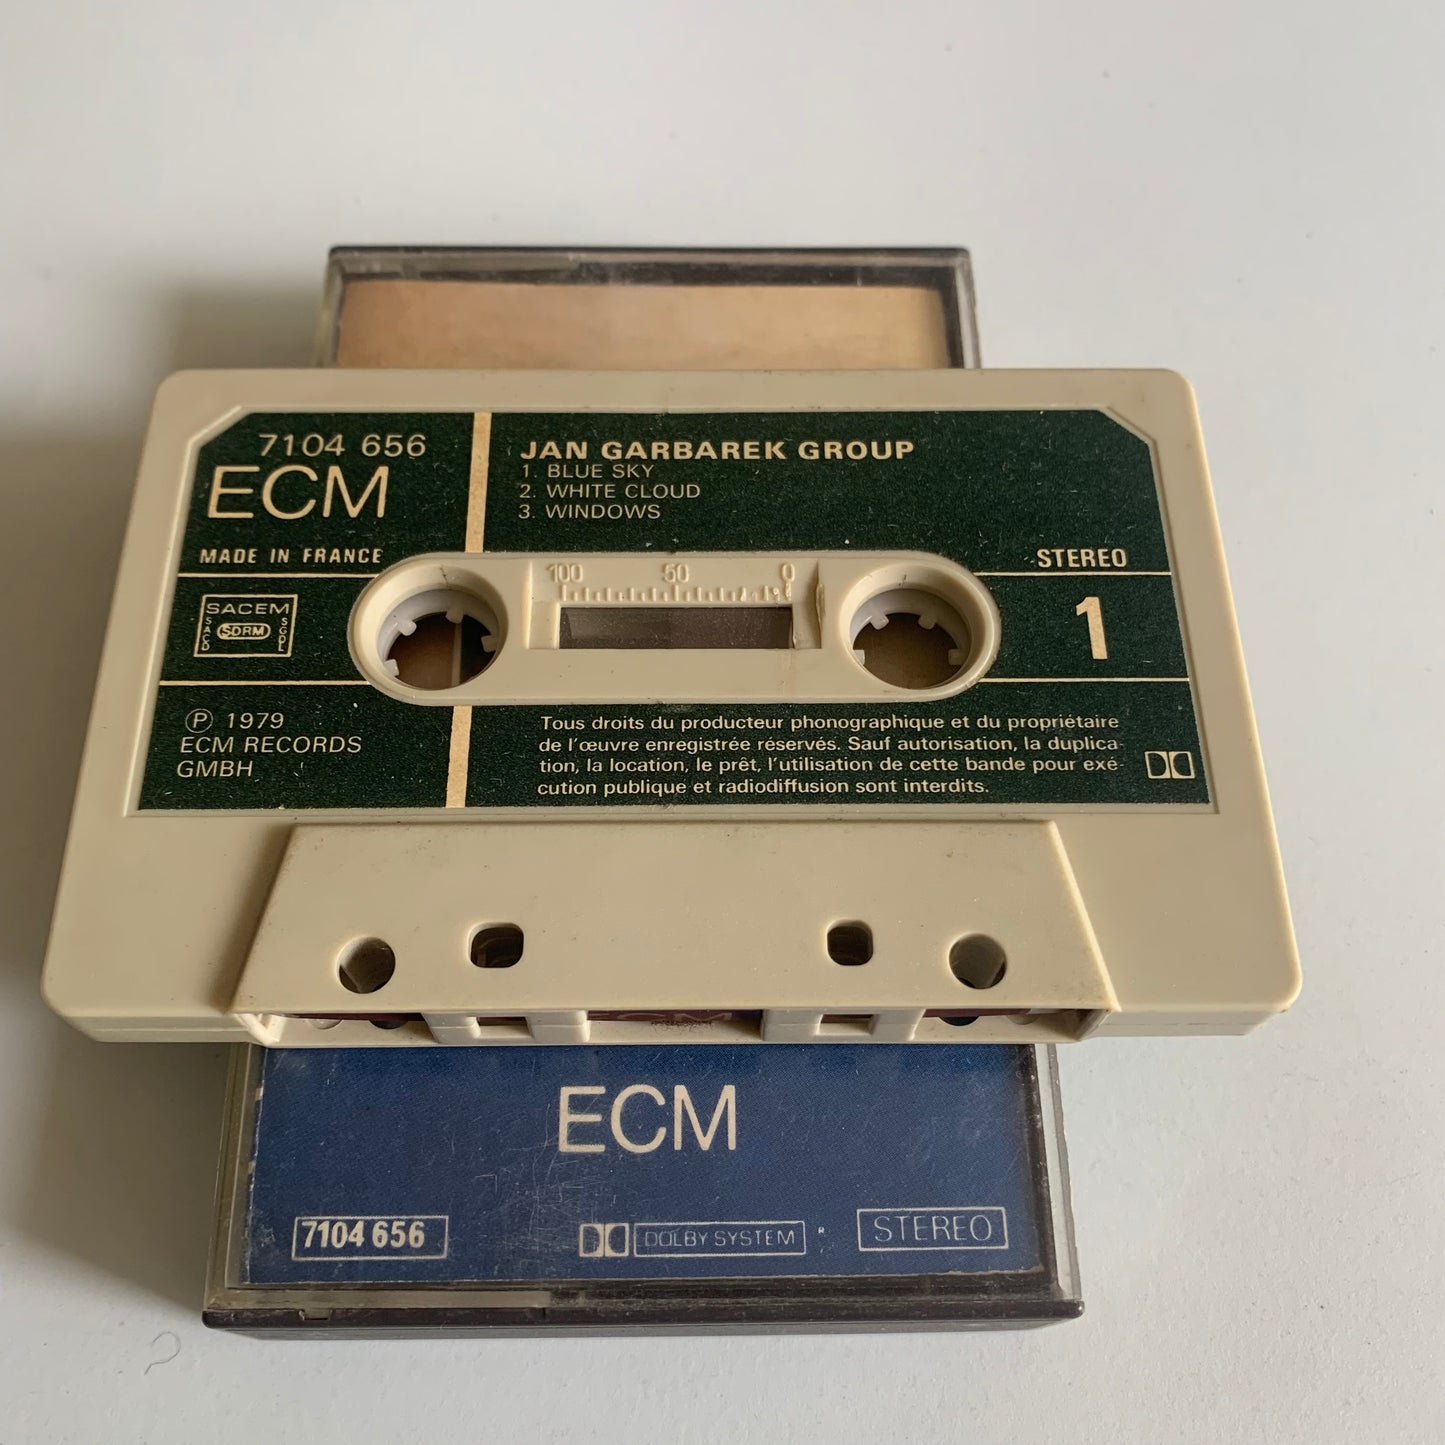 7104 656
ECM
MADE IN FRANCE
SACEM
SACD
SDRM
SGDL
℗ 1979
ECM RECORDS
GMBH
JAN GARBAREK GROUP
1. BLUE SKY
2. WHITE CLOUD
3. WINDOWS
100 50 0
STEREO
1
Tous droits du producteur phonographique et du propriétaire
de l'œuvre enregistrée réservés. Sauf autorisation, la duplica-
tion, la location, le prêt, l'utilisation de cette bande pour exé-
cution publique et radiodiffusion sont interdits.
ECM
ECM
7104 656
DOLBY SYSTEM
STEREO